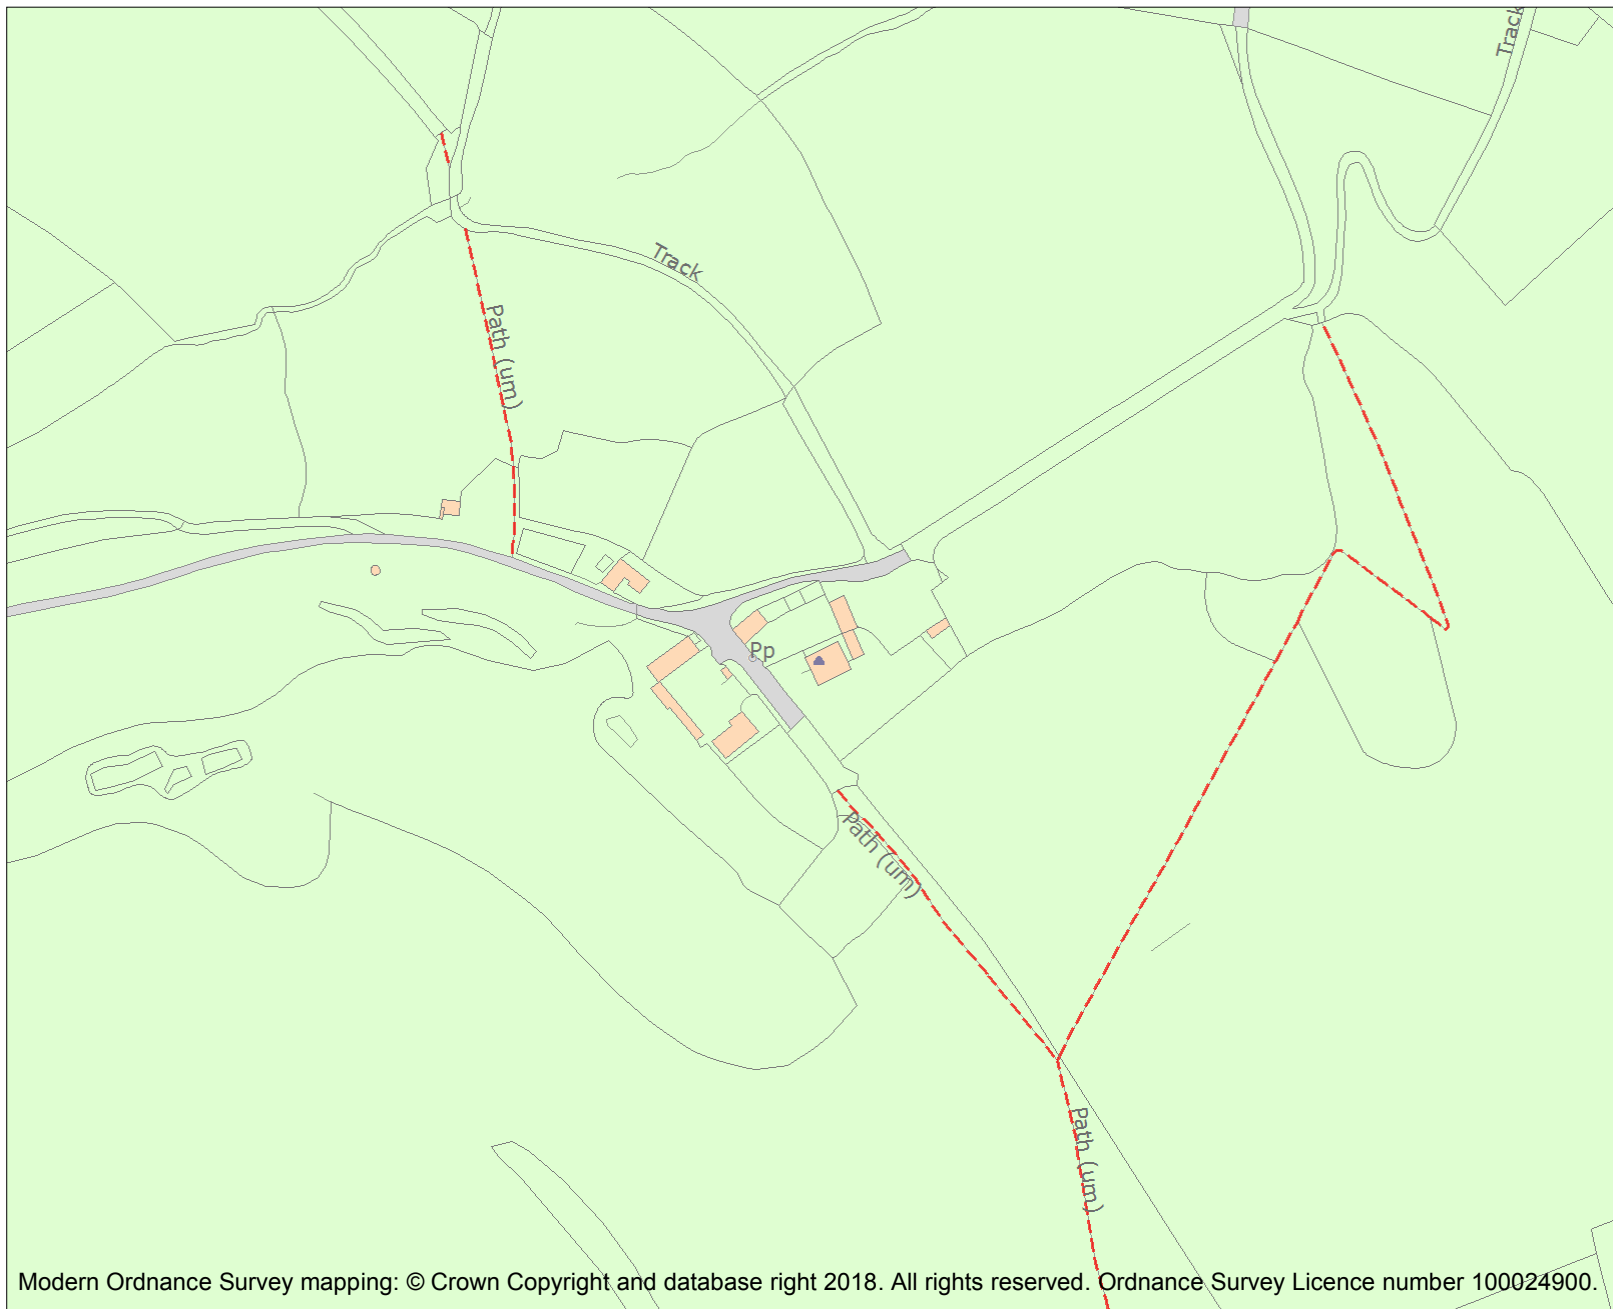 Track
Track
Path (um)
Pp
Path (um)
Path (um)
Modern Ordnance Survey mapping: © Crown Copyright and database right 2018. All rights reserved. Ordnance Survey Licence number 100024900.